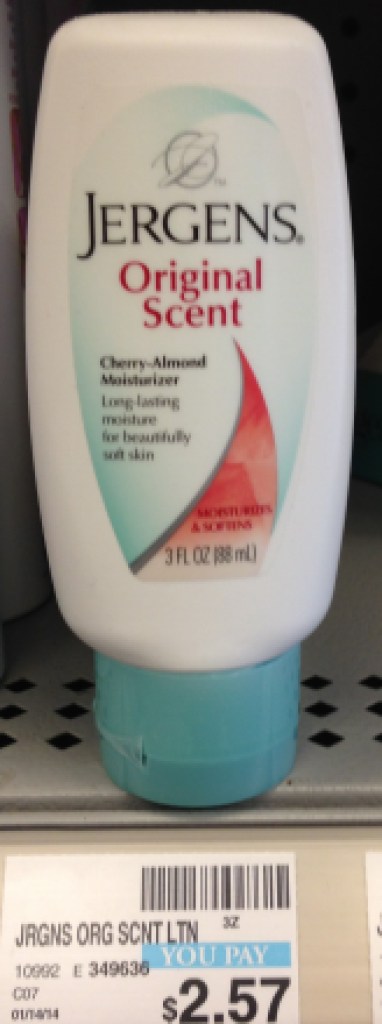 JERGENS®
Original
Scent
Cherry-Almond
Moisturizer
Long-lasting
moisture
for beautifully
soft skin
MOISTURIZES
& SOFTENS
3 FL OZ (88 mL)
JRGNS ORG SCNT LTN 3Z
10992 E 349636 YOU PAY
C07
01/14/14 $2.57